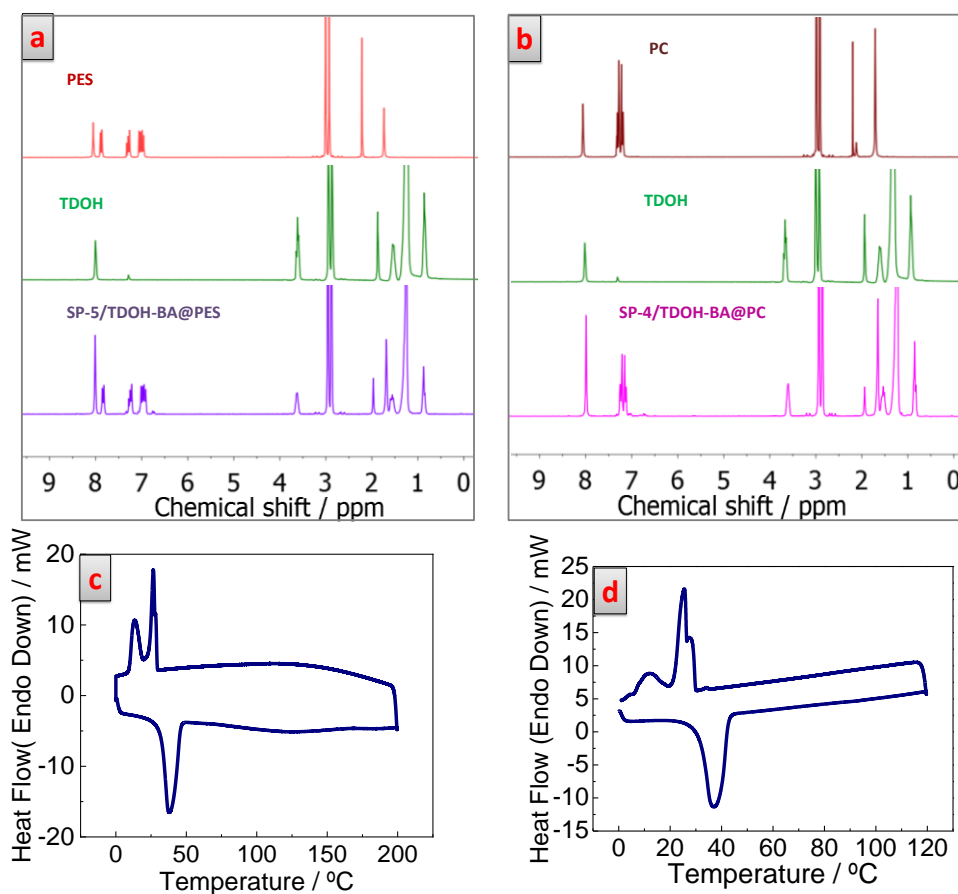 a
PES
TDOH
SP-5/TDOH-BA@PES
9 8 7 6 5 4 3 2 1 0
Chemical shift / ppm
b
PC
TDOH
SP-4/TDOH-BA@PC
9 8 7 6 5 4 3 2 1 0
Chemical shift / ppm
c
Heat Flow( Endo Down) / mW
20
10
0
-10
-20
0 50 100 150 200
Temperature / ºC
d
Heat Flow (Endo Down) / mW
25
20
15
10
5
0
-5
-10
-15
0 20 40 60 80 100 120
Temperature / ºC